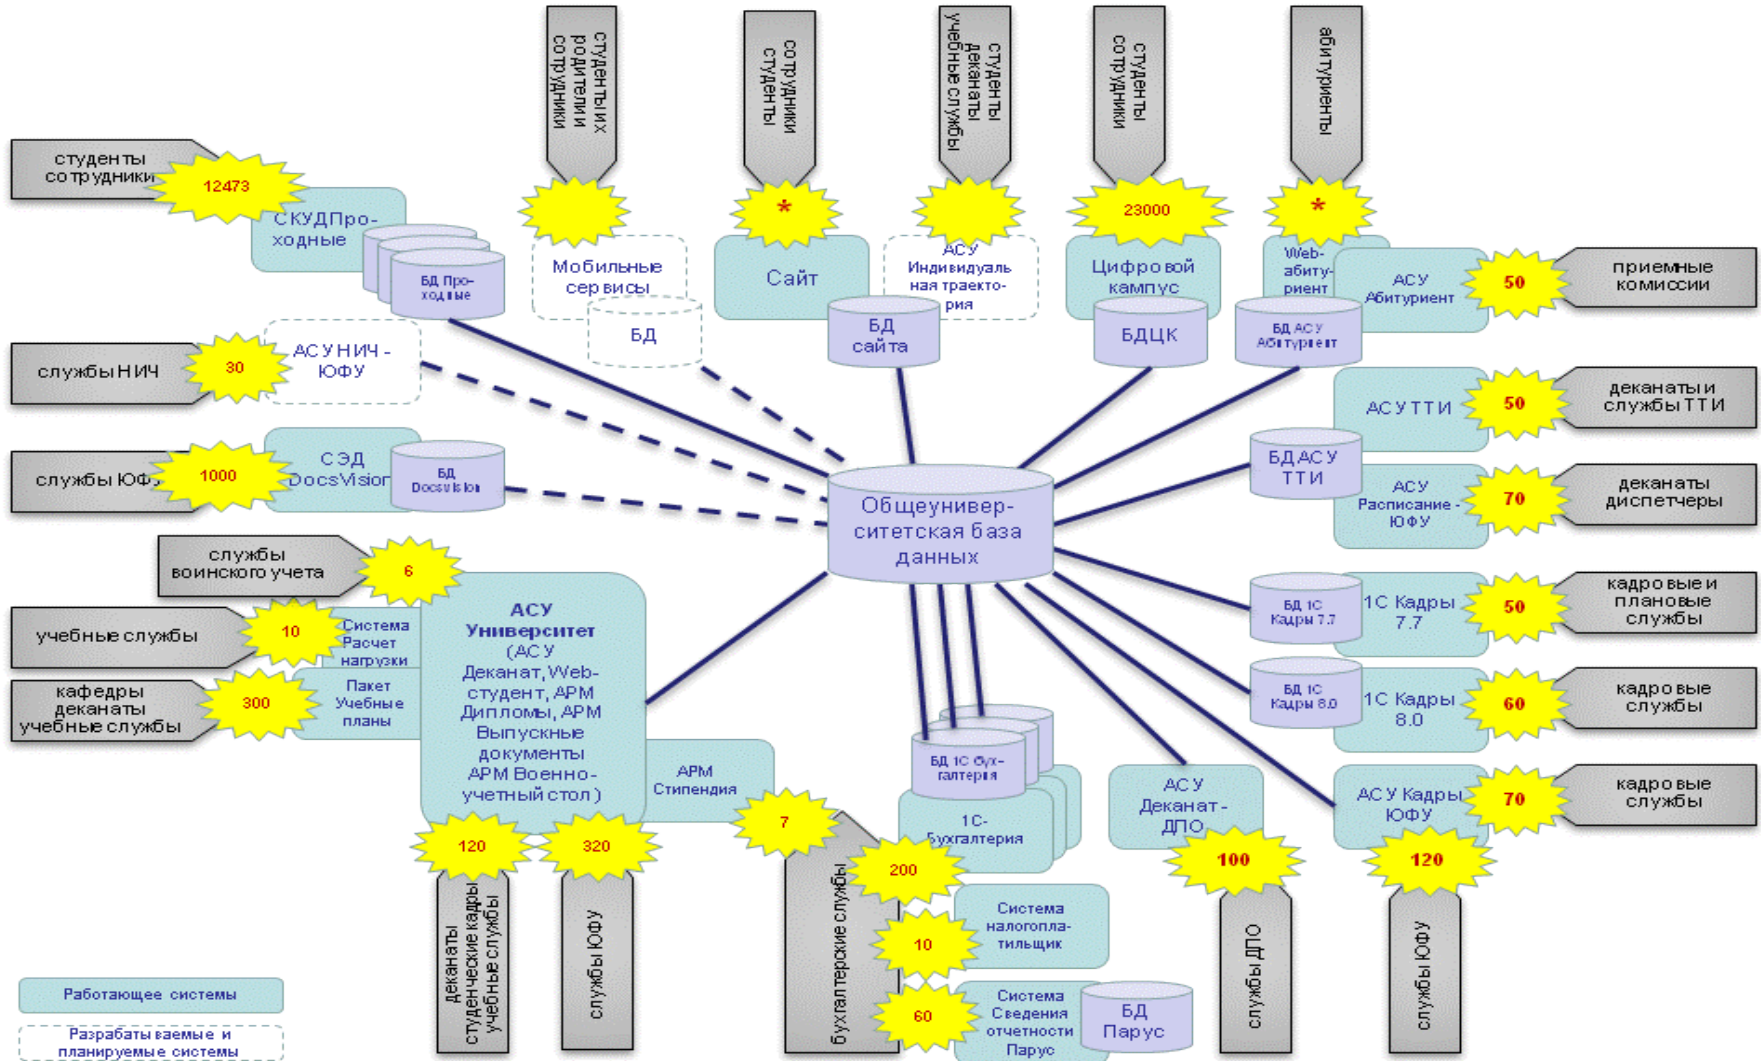 студенты их
родители и
сотрудники
сотрудники
студенты
студенты
деканаты
учебные службы
студенты
сотрудники
абитуриенты
студенты
сотрудники
12473
СКУДПро-
ходные
БД Про-
ходные
Мобильные
сервисы
БД
*
Сайт
БД
сайта
АСУ
Индивидуаль
ная траекто-
рия
23000
Цифровой
кампус
БДЦК
*
Web-
абиту-
риент
БД АСУ
Абитуриент
АСУ
Абитуриент
50
приемные
комиссии
службы НИЧ
30
АСУ НИЧ -
ЮФУ
АСУ ТТИ
50
деканаты и
службы ТТИ
службы ЮФУ
1000
СЭД
DocsVision
БД
Docsvision
БД АСУ
ТТИ
АСУ
Расписание -
ЮФУ
70
деканаты
диспетчеры
Общеунивер-
ситетская база
данных
службы
воинского учета
6
учебные службы
10
Система
Расчет
нагрузки
кафедры
деканаты
учебные службы
300
Пакет
Учебные
планы
АСУ
Университет
(АСУ
Деканат, Web-
студент, АРМ
Дипломы, АРМ
Выпускные
документы
АРМ Военно-
учетный стол )
АРМ
Стипендия
7
120
320
деканаты
студенческие кадры
учебные службы
службы ЮФУ
бухгалтерские службы
БД 1С бух-
галтерия
1С-
Бухгалтерия
200
10
Система
налогопла-
тильщик
60
Система
Сведения
отчетности
Парус
БД
Парус
БД 1С
Кадры 7.7
1С Кадры
7.7
50
кадровые и
плановые
службы
БД 1С
Кадры 8.0
1С Кадры
8.0
60
кадровые
службы
АСУ
Деканат -
ДПО
100
службы ДПО
АСУ Кадры
ЮФУ
70
кадровые
службы
120
службы ЮФУ
Работающее системы
Разрабатываемые и
планируемые системы